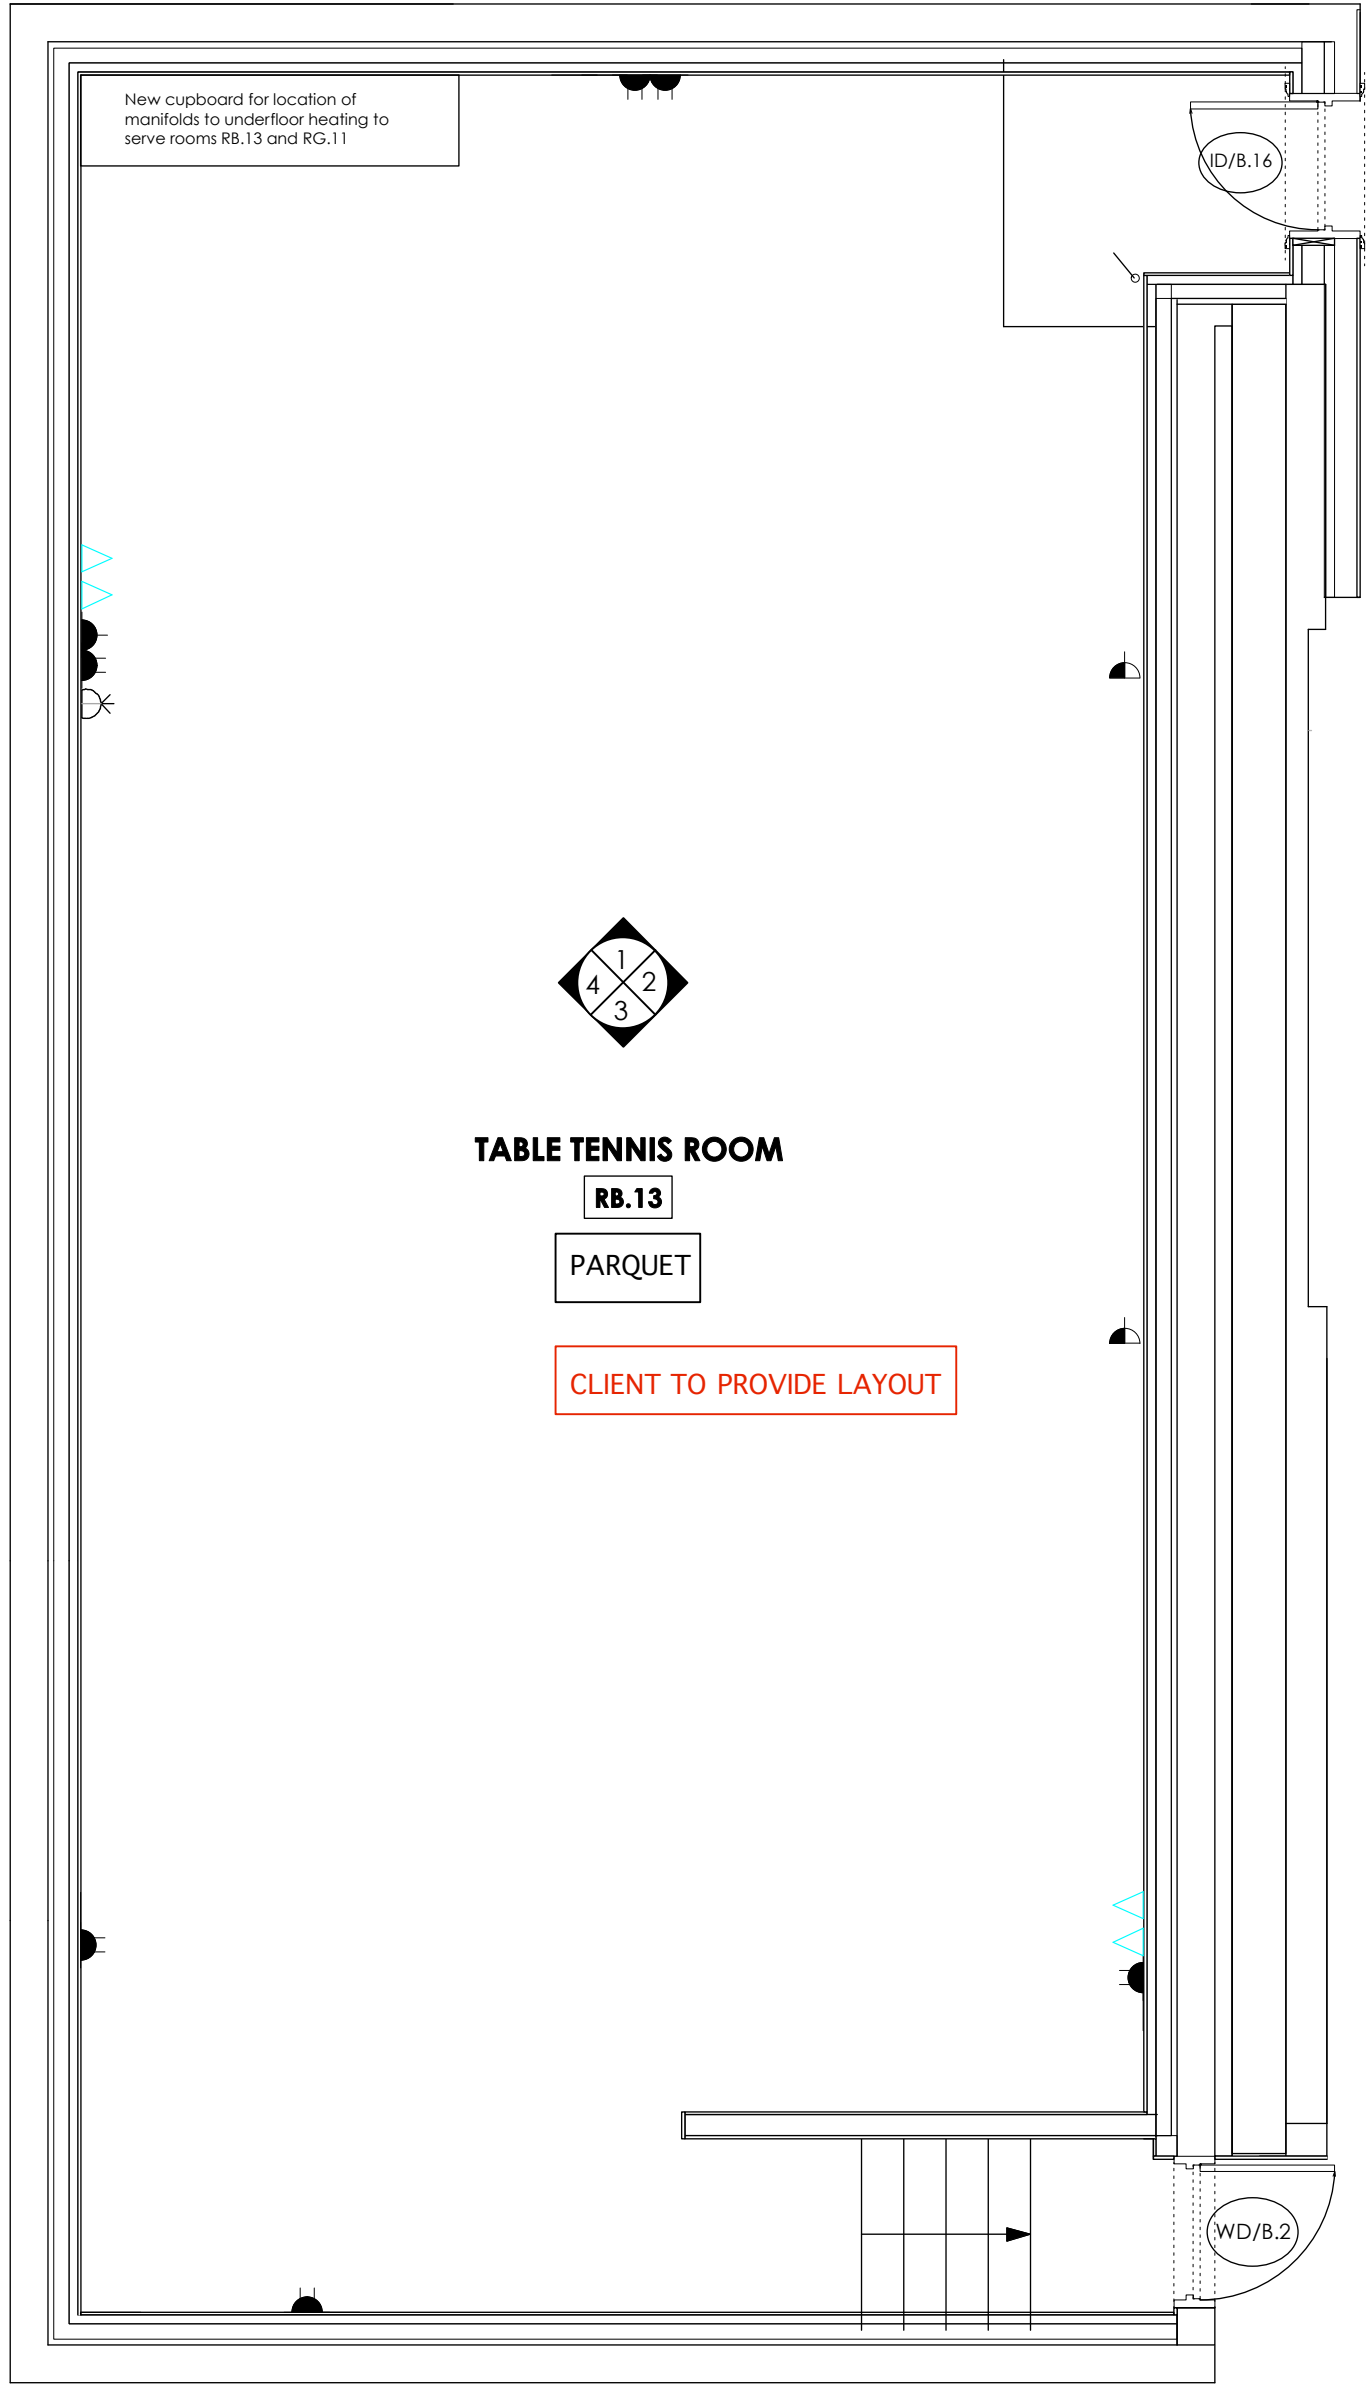 New cupboard for location of
manifolds to underfloor heating to
serve rooms RB.13 and RG.11
ID/B.16
1
4 2
3
TABLE TENNIS ROOM
RB.13
PARQUET
CLIENT TO PROVIDE LAYOUT
WD/B.2